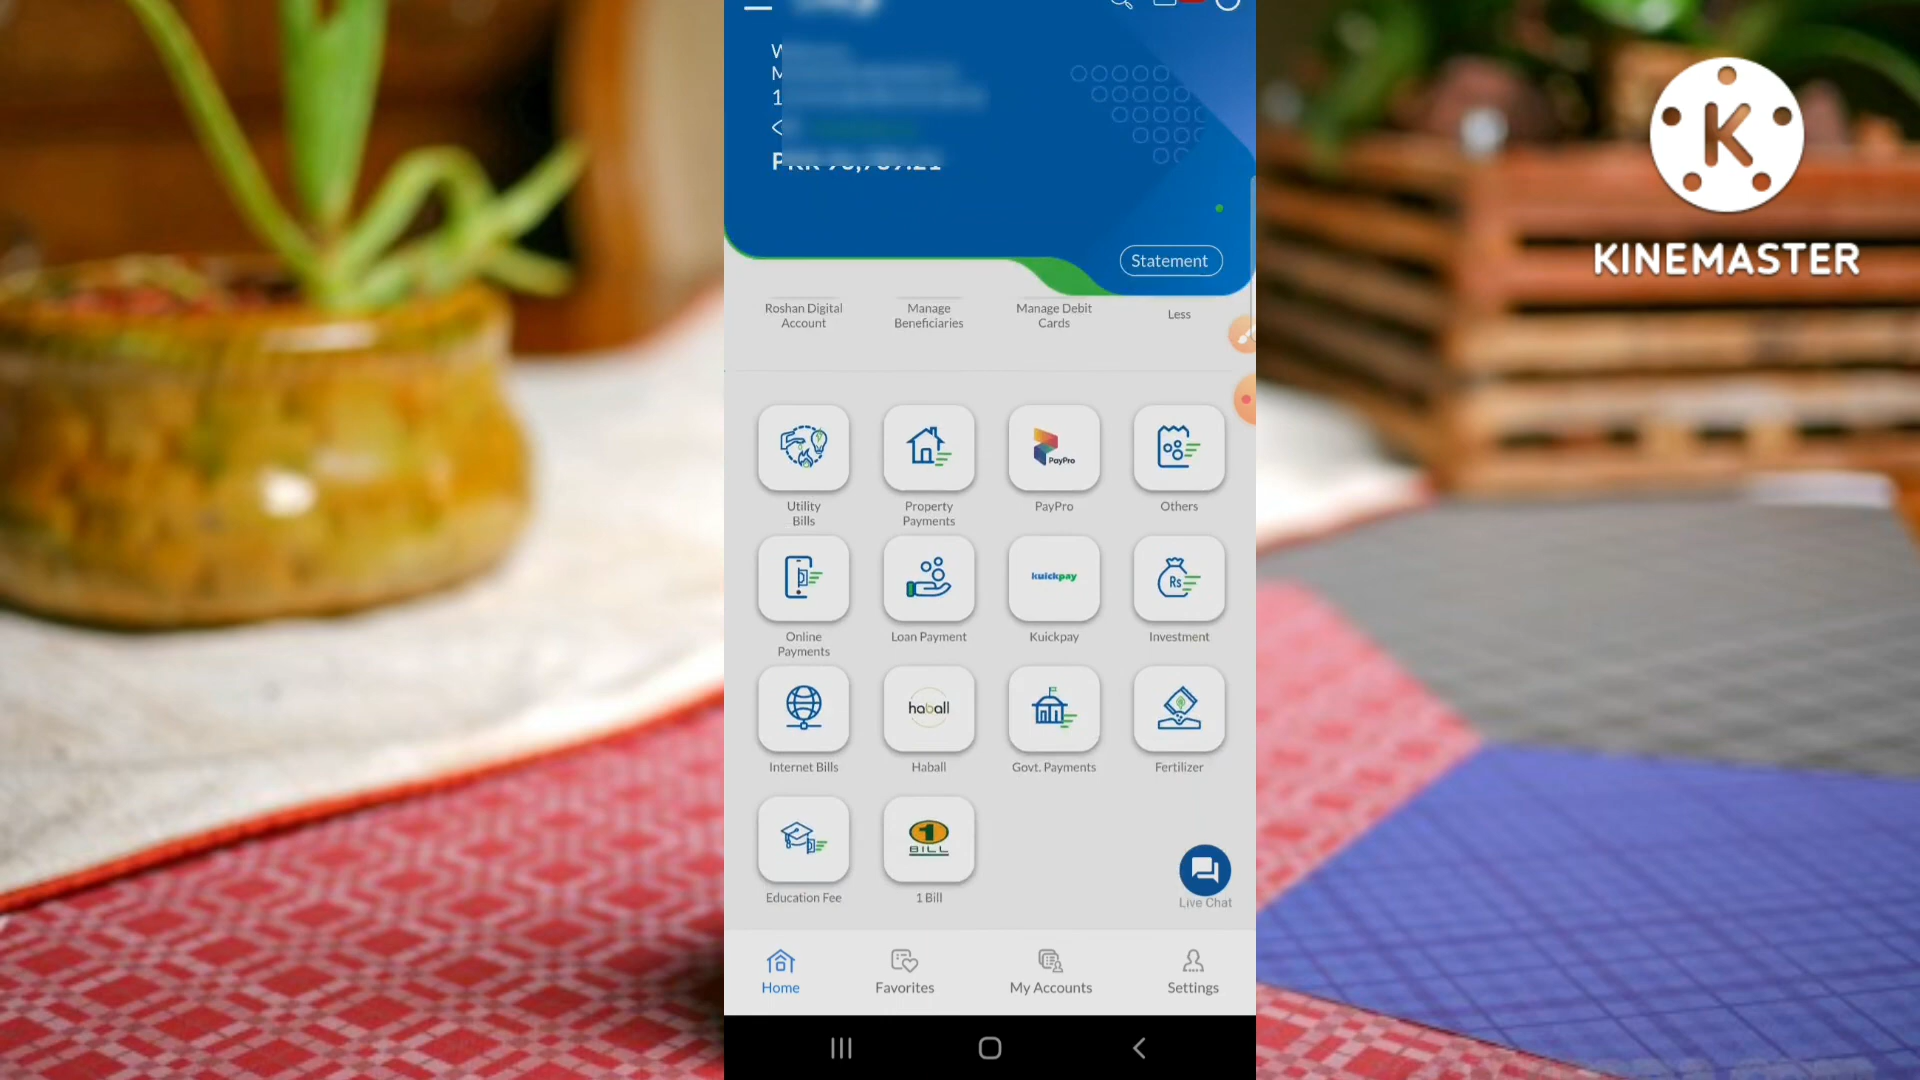 Statement
Roshan Digital Account
Manage Beneficiaries
Manage Debit Cards
Less
PayPro
Utility Bills
Property Payments
PayPro
Others
kuickpay
Rs
Online Payments
Loan Payment
Kuickpay
Investment
haball
Internet Bills
Haball
Govt. Payments
Fertilizer
1
BILL
Education Fee
1 Bill
Live Chat
Home
Favorites
My Accounts
Settings
K
KINEMASTER